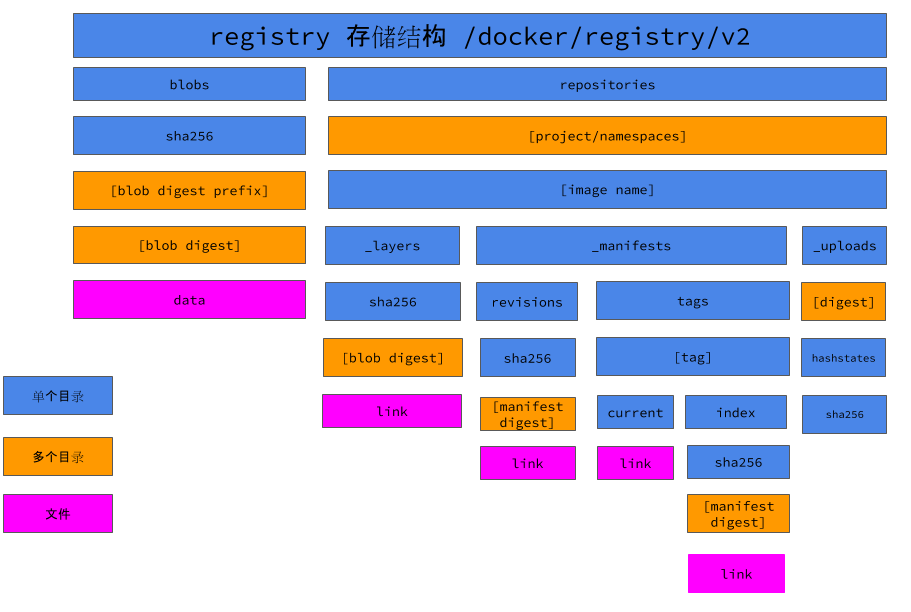 registry 存储结构 /docker/registry/v2
blobs
repositories
sha256
[project/namespaces]
[blob digest prefix]
[image name]
[blob digest]
_layers
_manifests
_uploads
data
sha256
revisions
tags
[digest]
[blob digest]
sha256
[tag]
hashstates
单个目录
link
[manifest
digest]
current
index
sha256
多个目录
link
link
sha256
文件
[manifest
digest]
link